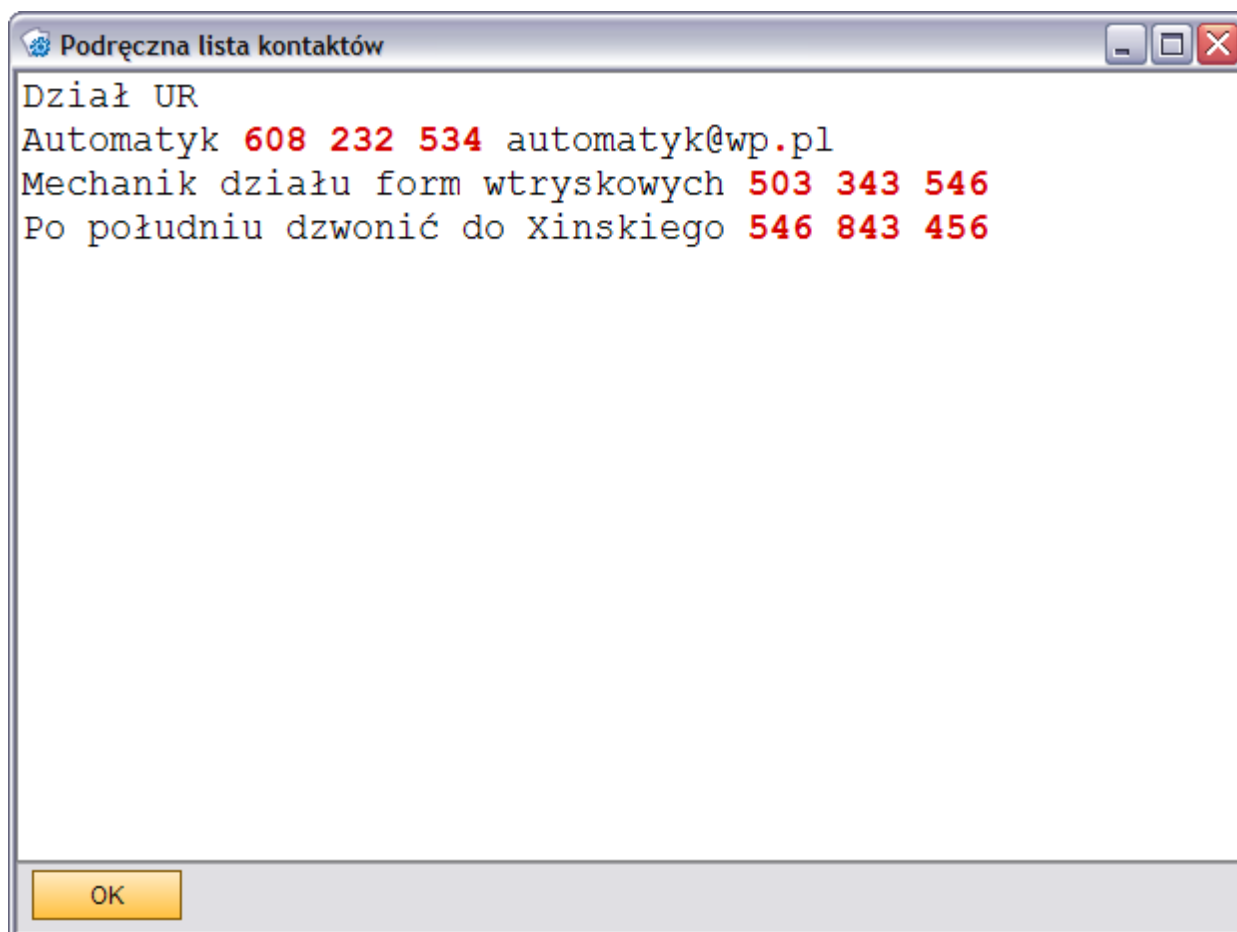 Podręczna lista kontaktów
Dział UR
Automatyk 608 232 534 automatyk@wp.pl
Mechanik działu form wtryskowych 503 343 546
Po południu dzwonić do Xinskiego 546 843 456
OK